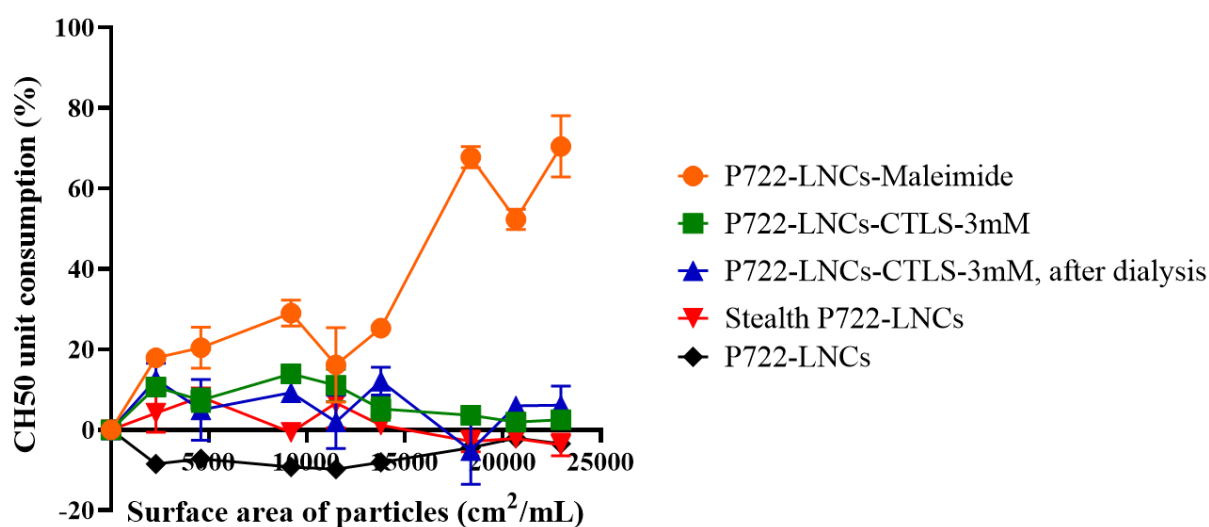 100
80
60
40
20
0
-20
CH50 unit consumption (%)
5000 10000 15000 20000 25000
Surface area of particles (cm²/mL)
P722-LNCs-Maleimide
P722-LNCs-CTLS-3mM
P722-LNCs-CTLS-3mM, after dialysis
Stealth P722-LNCs
P722-LNCs